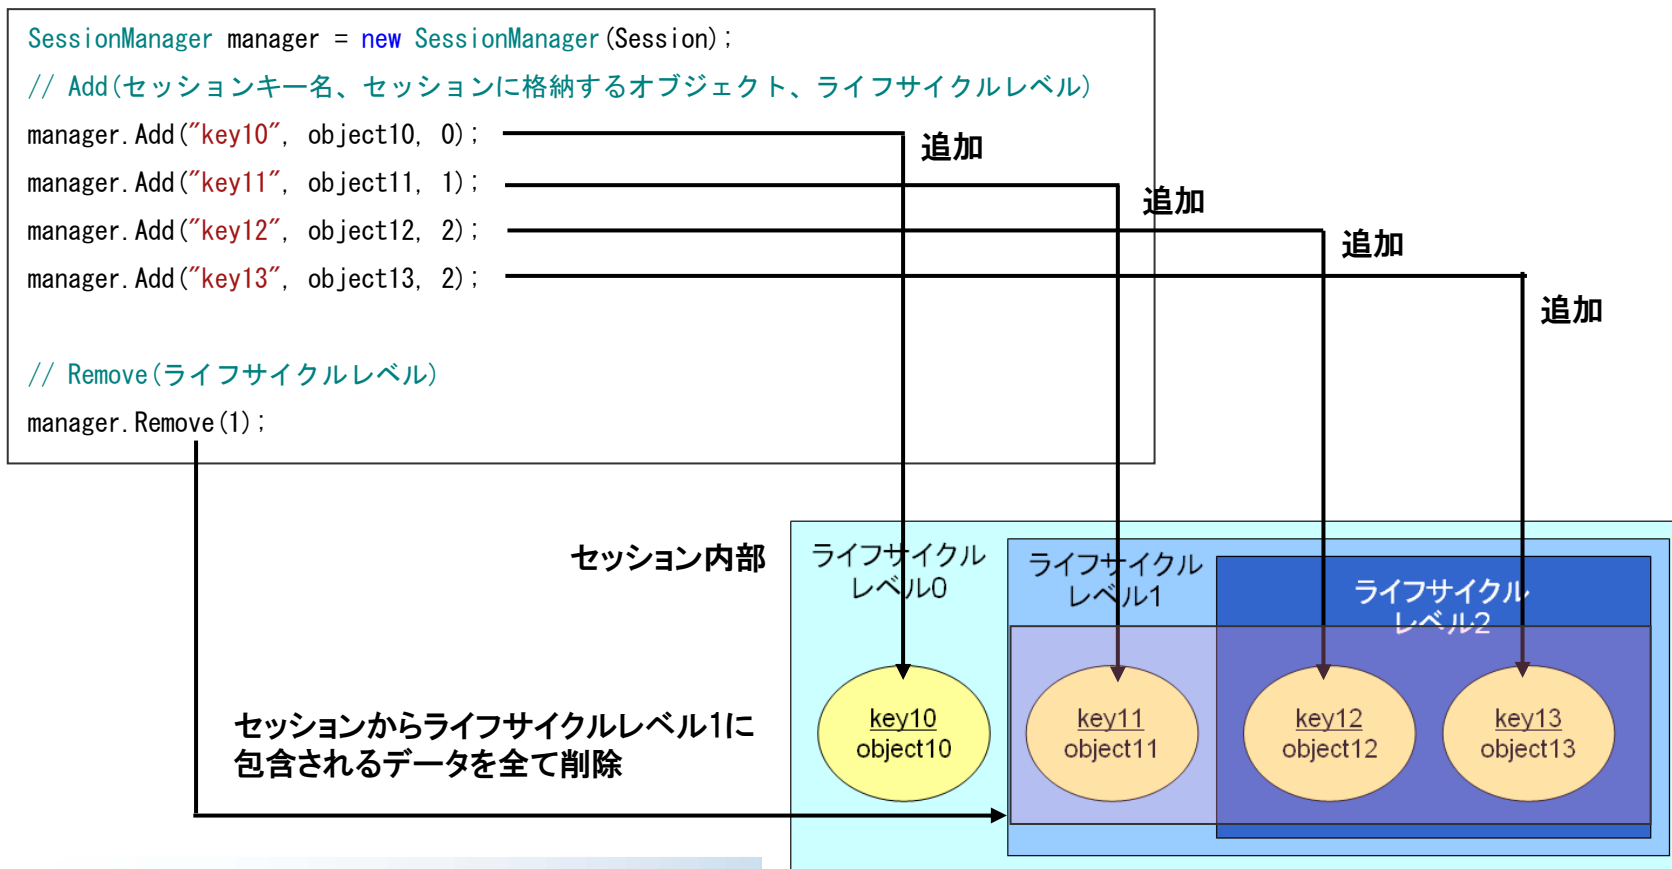 SessionManager manager = new SessionManager(Session);
// Add(セッションキー名、セッションに格納するオブジェクト、ライフサイクルレベル)
manager.Add("key10", object10, 0);
追加
manager.Add("key11", object11, 1);
追加
manager.Add("key12", object12, 2);
追加
manager.Add("key13", object13, 2);
追加
// Remove(ライフサイクルレベル)
manager.Remove(1);
セッション内部
ライフサイクル
レベル0
ライフサイクル
レベル1
ライフサイクル
レベル2
key10
object10
key11
object11
key12
object12
key13
object13
セッションからライフサイクルレベル1に
包含されるデータを全て削除